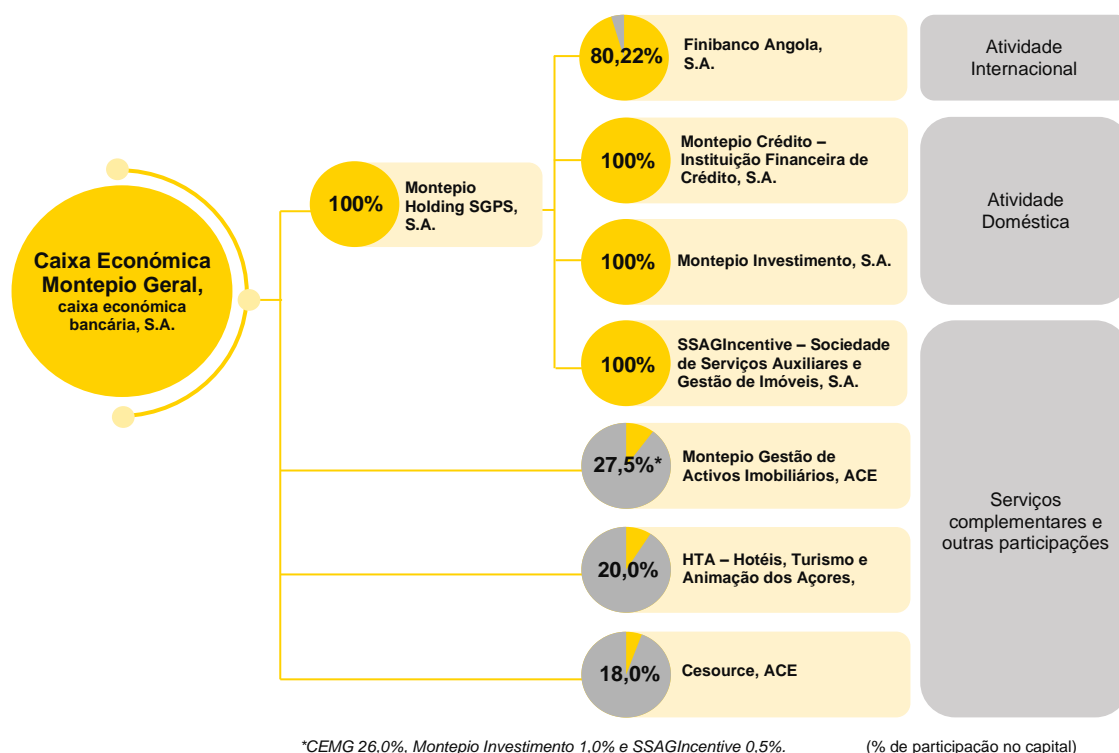 Caixa Económica
Montepio Geral,
caixa económica
bancária, S.A.
100%
Montepio
Holding SGPS,
S.A.
80,22%
Finibanco Angola,
S.A.
Atividade
Internacional
100%
Montepio Crédito –
Instituição Financeira de
Crédito, S.A.
100%
Montepio Investimento, S.A.
Atividade
Doméstica
100%
SSAGIncentive – Sociedade
de Serviços Auxiliares e
Gestão de Imóveis, S.A.
27,5%*
Montepio Gestão de
Activos Imobiliários, ACE
20,0%
HTA – Hotéis, Turismo e
Animação dos Açores,
18,0%
Cesource, ACE
Serviços
complementares e
outras participações
*CEMG 26,0%, Montepio Investimento 1,0% e SSAGIncentive 0,5%.
(% de participação no capital)